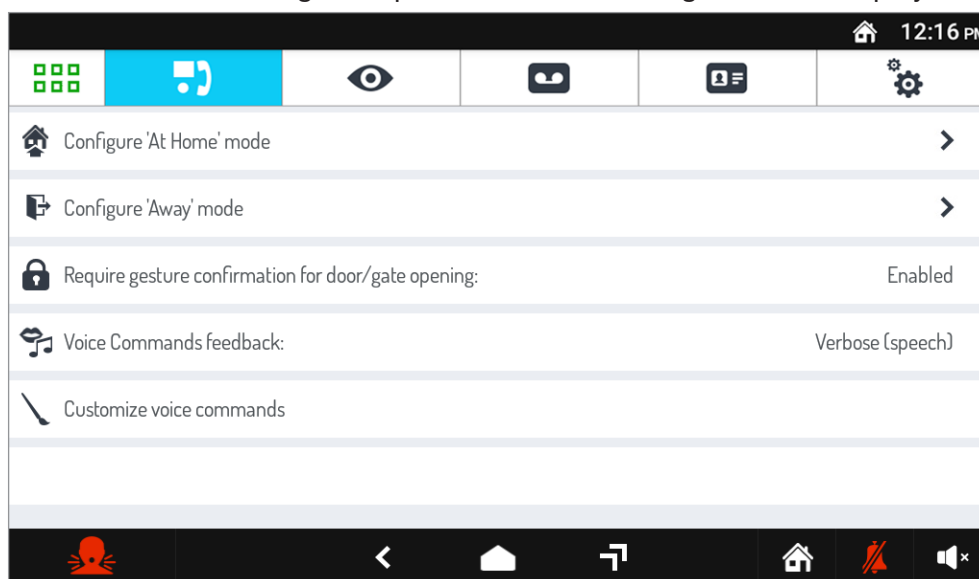 12:16 PM
Configure 'At Home' mode
Configure 'Away' mode
Require gesture confirmation for door/gate opening: Enabled
Voice Commands feedback: Verbose (speech)
Customize voice commands